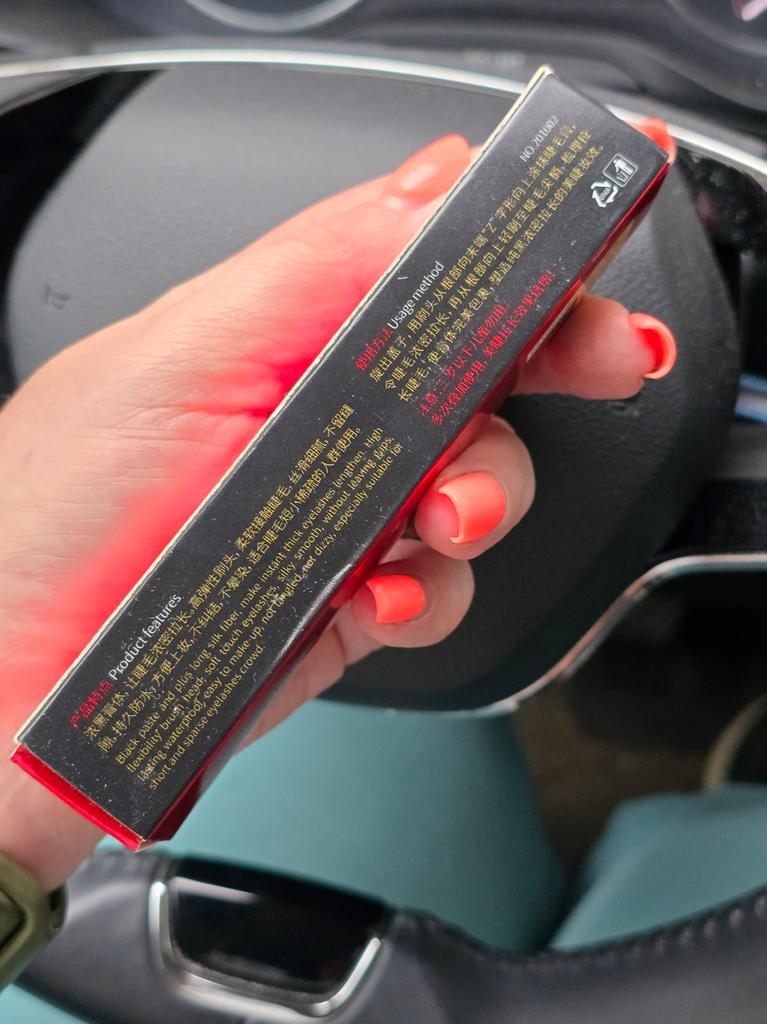 产品特点 Product features
浓黑膏体,让睫毛浓密拉长。高弹性刷头,柔软接触睫毛,丝滑细腻,不留缝
隙,持久防水,方便上妆,不纠结,不晕染,适合睫毛短小稀疏的人群使用。
Black paste and plus long silk fiber, make instant thick eyelashes lengthen. High
flexibility brush head, soft touch eyelashes, silky smooth, without leaving gaps,
lasting waterproof, easy to make up, not tangled, not dizzy, especially suitable for
short and sparse eyelashes crowd.
使用方法 Usage method
旋出盖子,用刷头从根部向末端"Z"字形向上涂抹睫毛膏,
令睫毛浓密拉长,再从根部向上轻刷至睫毛尖梢,梳理拉
长睫毛,使膏体完美包裹,塑造纯黑浓密拉长的美睫妆效。
注意:三岁以下儿童勿用。
多次叠加使用,美睫拉长效果倍增!
NO.201002